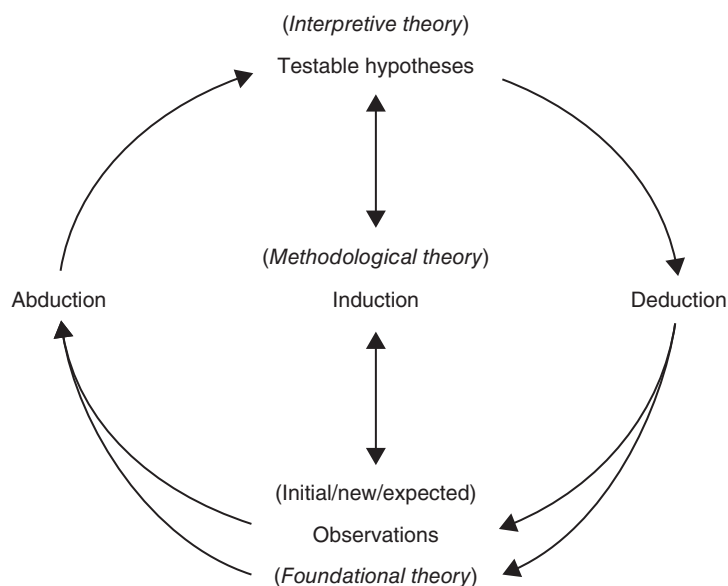 (Interpretive theory)
Testable hypotheses
(Methodological theory)
Abduction
Induction
Deduction
(Initial/new/expected)
Observations
(Foundational theory)